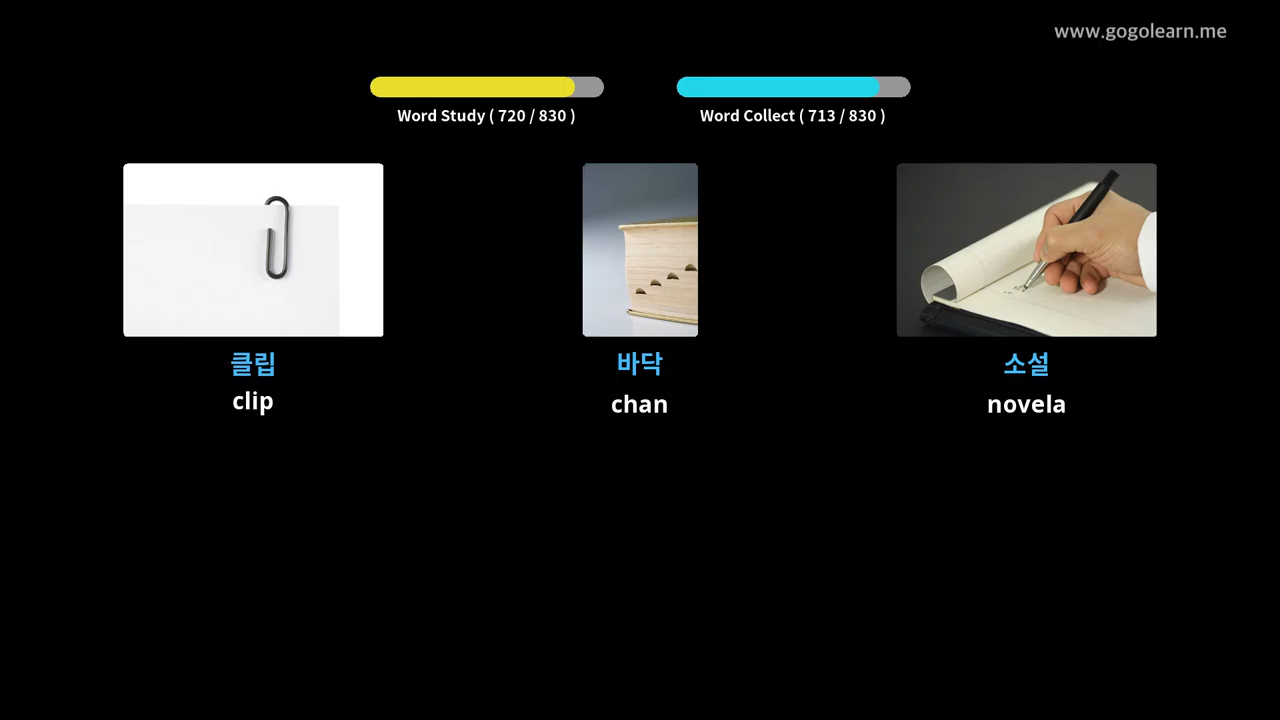 www.gogolearn.me
Word Study ( 720 / 830 )
Word Collect ( 713 / 830 )
클립
clip
바닥
chan
소설
novela